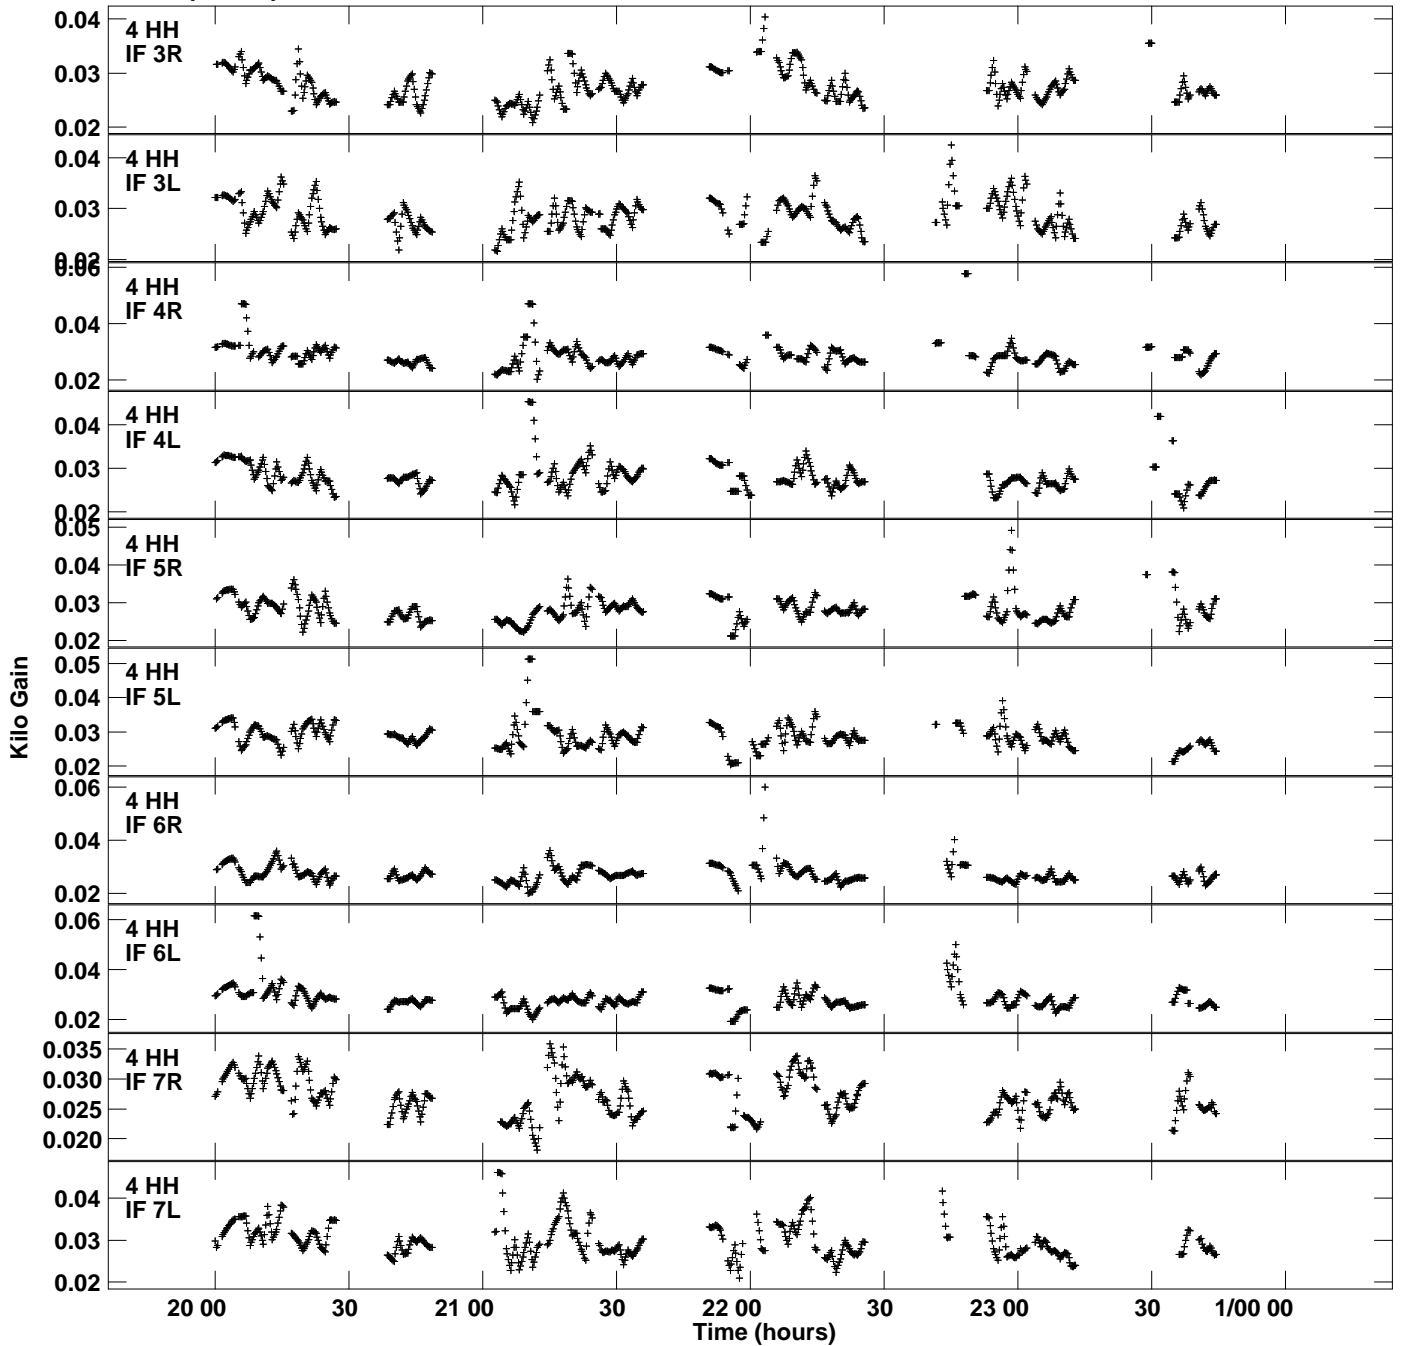 0.04
4 HH
IF 3R
0.03
0.02
0.04
4 HH
IF 3L
0.03
0.02
0.06
4 HH
IF 4R
0.04
0.02
4 HH
0.04
IF 4L
0.03
0.02
0.05
4 HH
IF 5R
0.04
0.03
0.02
0.05
4 HH
IF 5L
0.04
0.03
0.02
0.06
4 HH
IF 6R
0.04
0.02
0.06
4 HH
IF 6L
0.04
0.02
0.035
4 HH
IF 7R
0.030
0.025
0.020
4 HH
0.04
IF 7L
0.03
0.02
Kilo Gain
20 00 30 21 00 30 22 00 30 23 00 30 1/00 00
Time (hours)